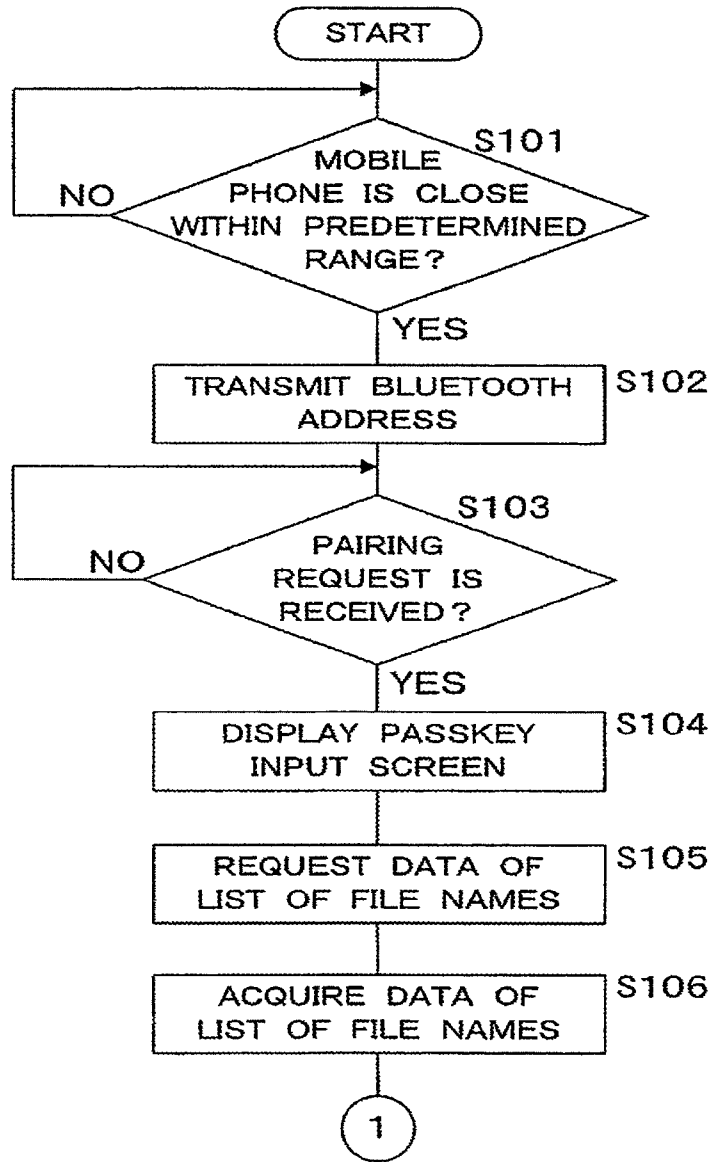 START
S101
MOBILE
PHONE IS CLOSE
WITHIN PREDETERMINED
RANGE?
NO
YES
TRANSMIT BLUETOOTH
ADDRESS
S102
S103
PAIRING
REQUEST IS
RECEIVED?
NO
YES
DISPLAY PASSKEY
INPUT SCREEN
S104
REQUEST DATA OF
LIST OF FILE NAMES
S105
ACQUIRE DATA OF
LIST OF FILE NAMES
S106
1